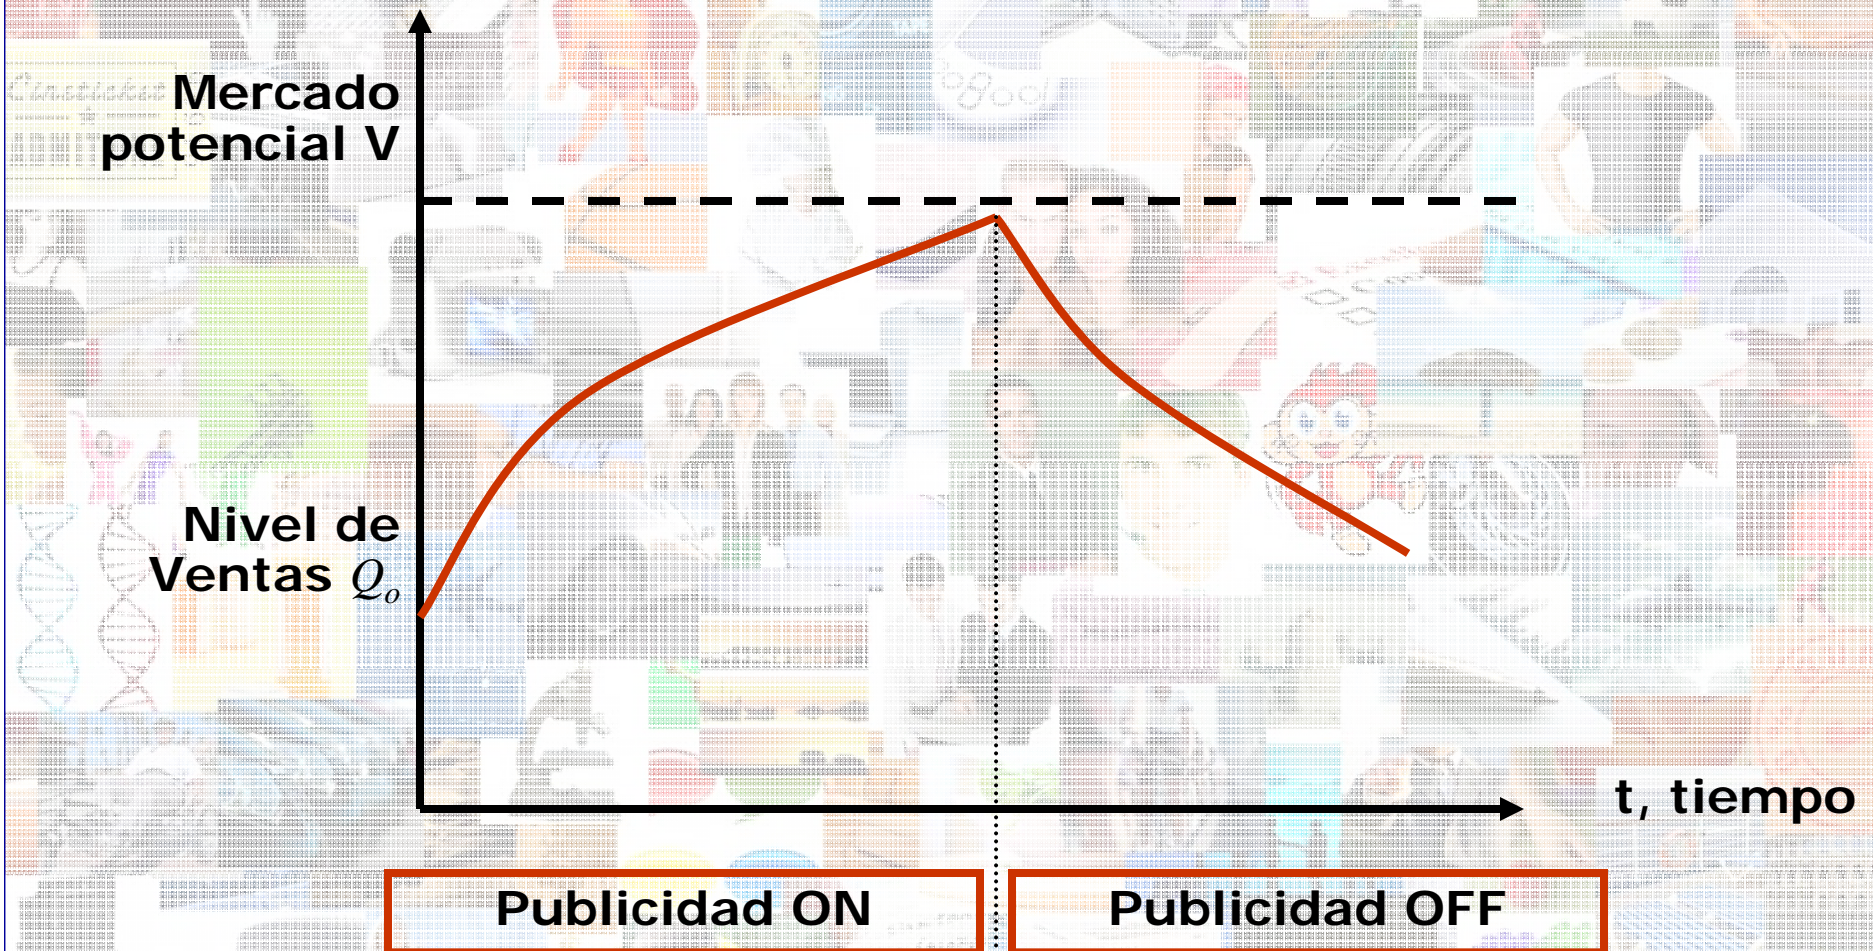 Mercado
potencial V
Nivel de
Ventas Qo
t, tiempo
Publicidad ON
Publicidad OFF